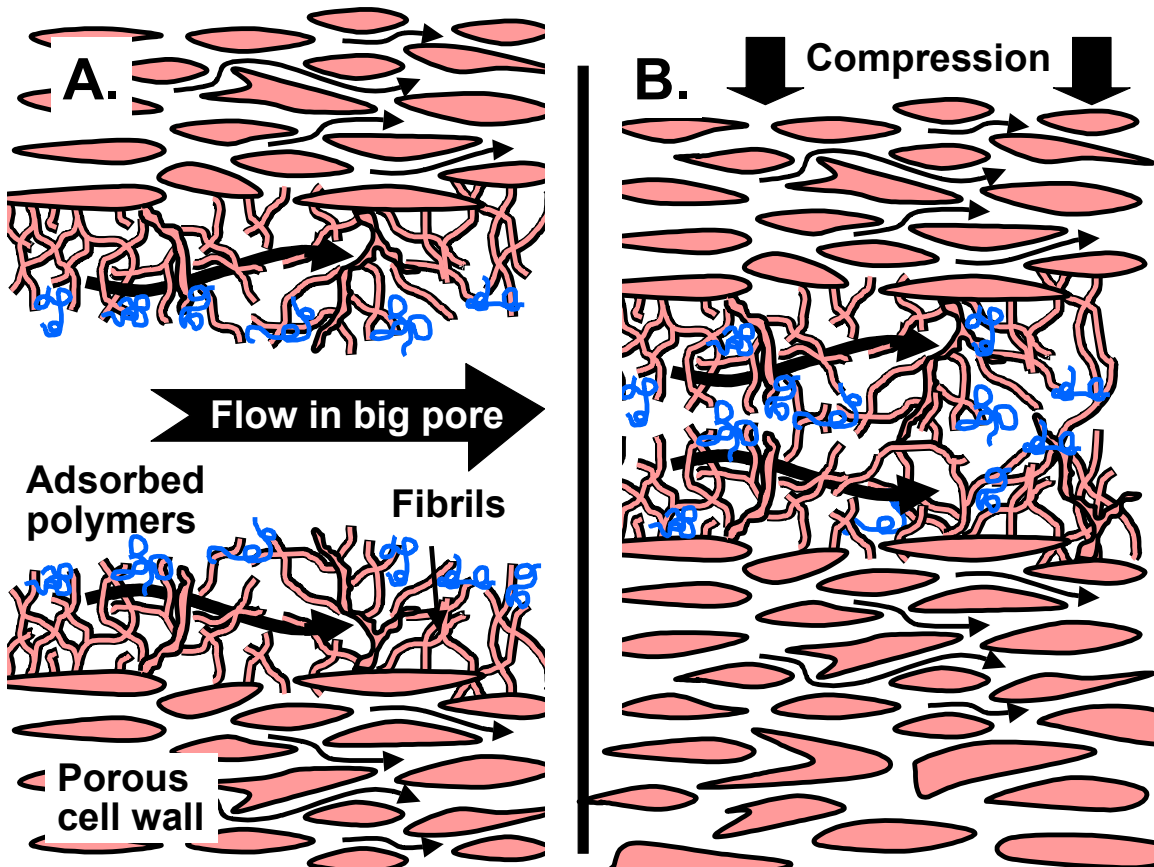 A.
Flow in big pore
Adsorbed
polymers
Fibrils
Porous
cell wall
B.
Compression